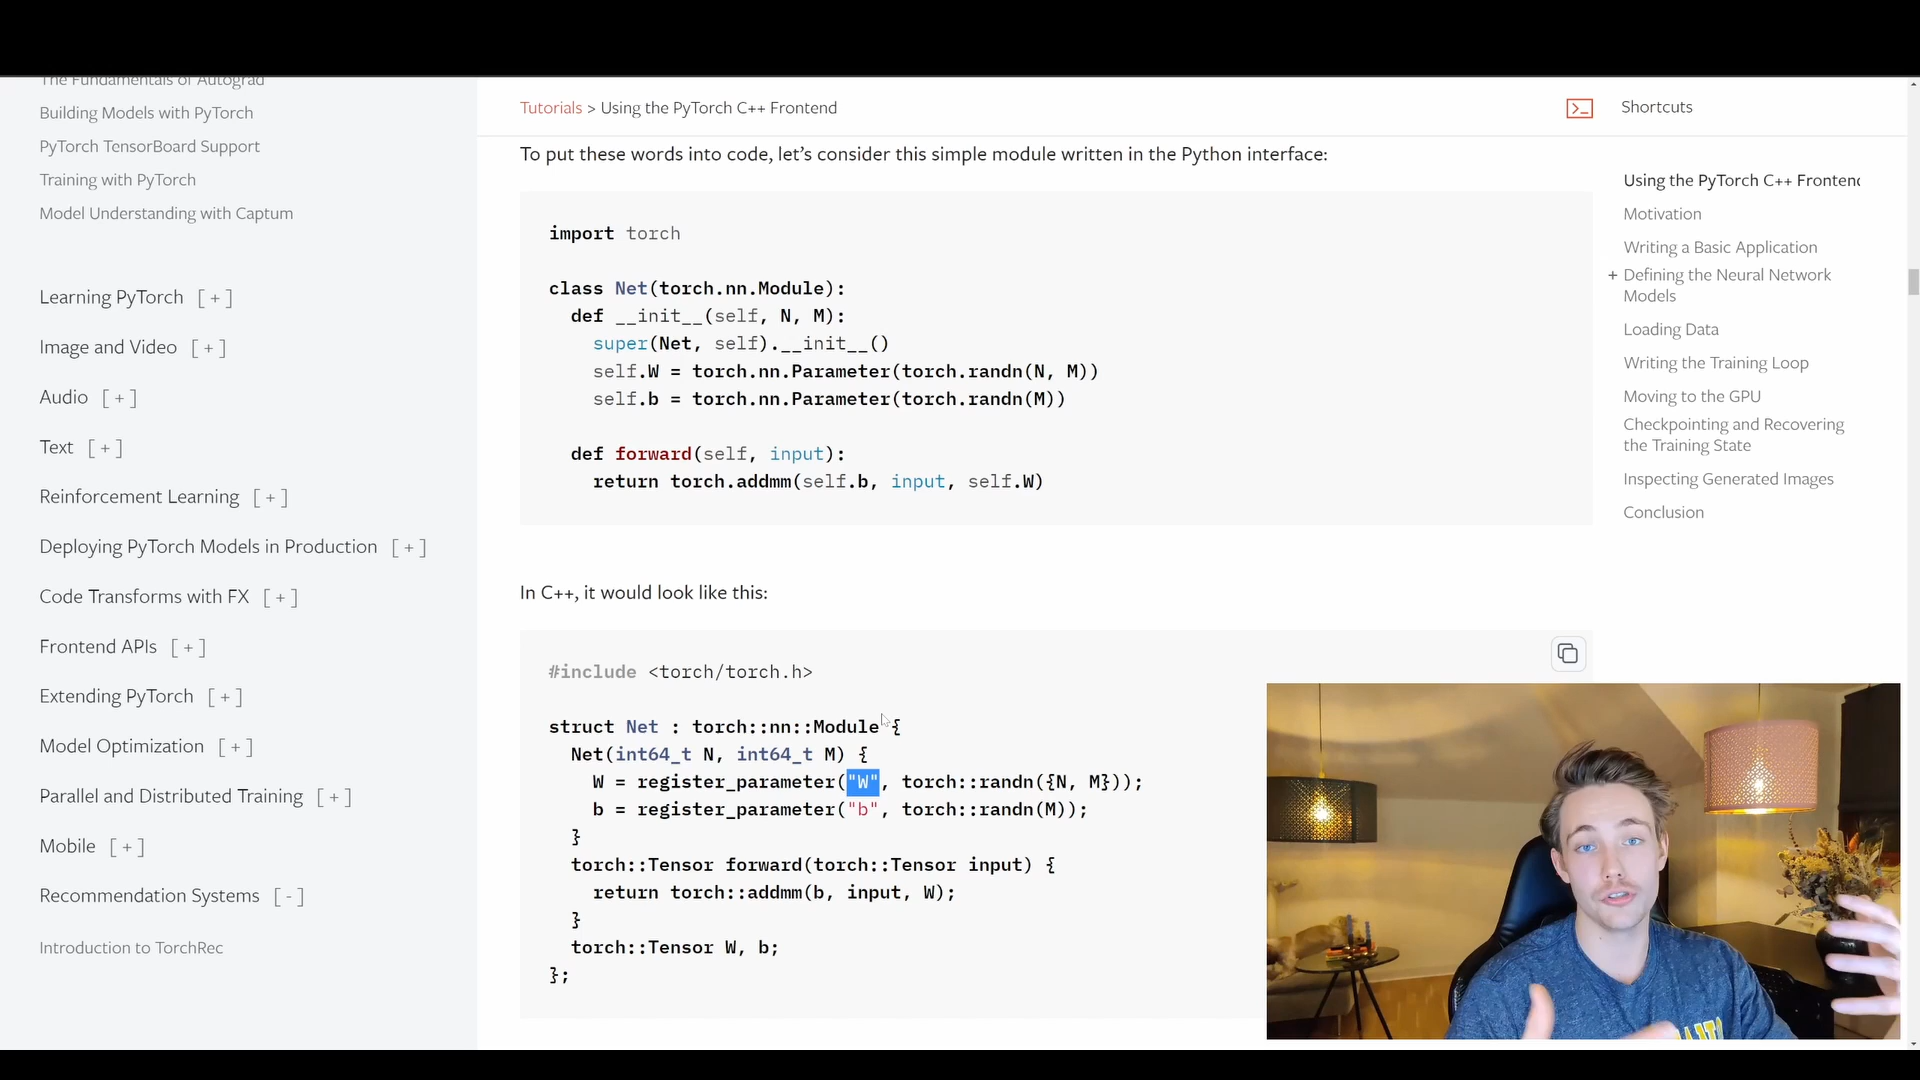 The Fundamentals of Autograd
Building Models with PyTorch
PyTorch TensorBoard Support
Training with PyTorch
Model Understanding with Captum
Learning PyTorch [ + ]
Image and Video [ + ]
Audio [ + ]
Text [ + ]
Reinforcement Learning [ + ]
Deploying PyTorch Models in Production [ + ]
Code Transforms with FX [ + ]
Frontend APIs [ + ]
Extending PyTorch [ + ]
Model Optimization [ + ]
Parallel and Distributed Training [ + ]
Mobile [ + ]
Recommendation Systems [ - ]
Introduction to TorchRec
Tutorials > Using the PyTorch C++ Frontend
To put these words into code, let’s consider this simple module written in the Python interface:
import torch
class Net(torch.nn.Module):
def __init__(self, N, M):
super(Net, self).__init__()
self.W = torch.nn.Parameter(torch.randn(N, M))
self.b = torch.nn.Parameter(torch.randn(M))
def forward(self, input):
return torch.addmm(self.b, input, self.W)
In C++, it would look like this:
#include <torch/torch.h>
struct Net : torch::nn::Module {
Net(int64_t N, int64_t M) {
W = register_parameter("W", torch::randn({N, M}));
b = register_parameter("b", torch::randn(M));
}
torch::Tensor forward(torch::Tensor input) {
return torch::addmm(b, input, W);
}
torch::Tensor W, b;
};
Shortcuts
Using the PyTorch C++ Frontend
Motivation
Writing a Basic Application
+ Defining the Neural Network
Models
Loading Data
Writing the Training Loop
Moving to the GPU
Checkpointing and Recovering
the Training State
Inspecting Generated Images
Conclusion